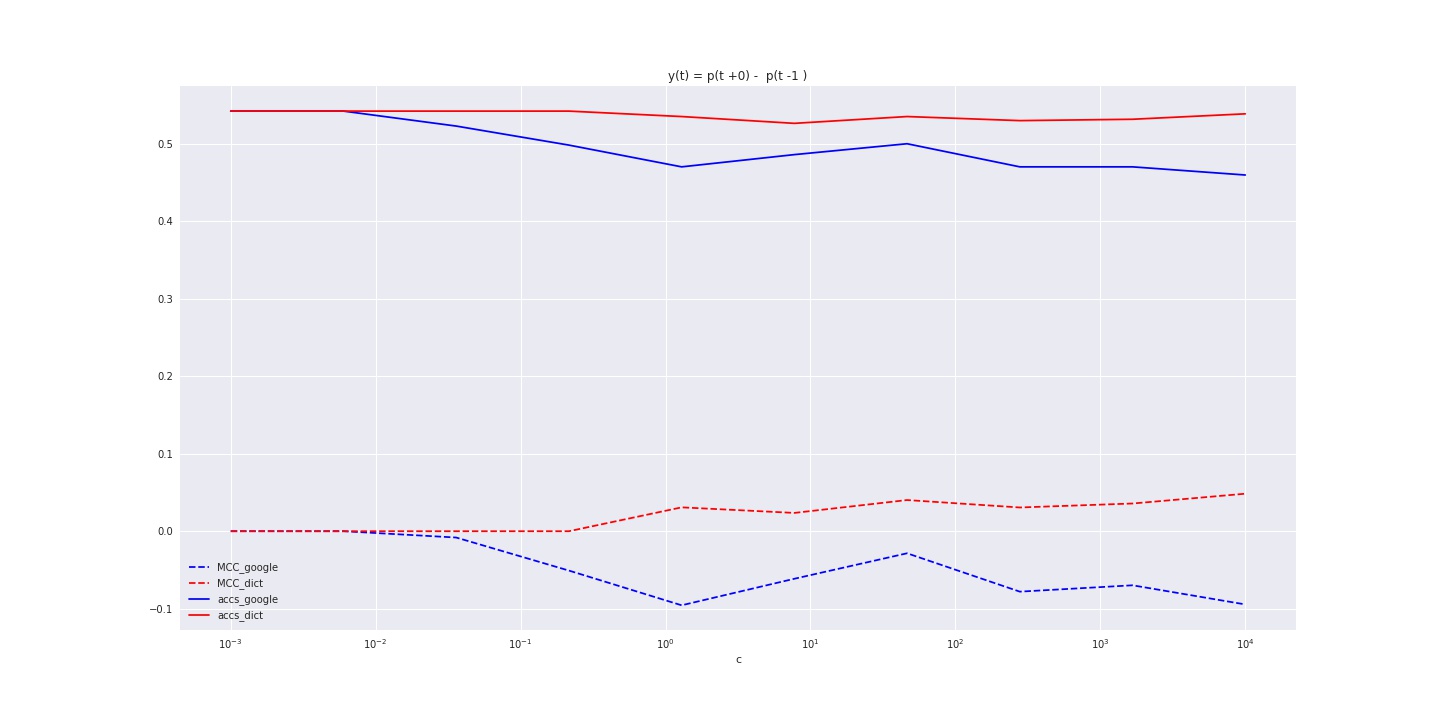 y(t) = p(t +0) -  p(t -1 )
0.5
0.4
0.3
0.2
0.1
0.0
−0.1
MCC_google
MCC_dict
accs_google
accs_dict
10⁻³ 10⁻² 10⁻¹ 10⁰ 10¹ 10² 10³ 10⁴
c